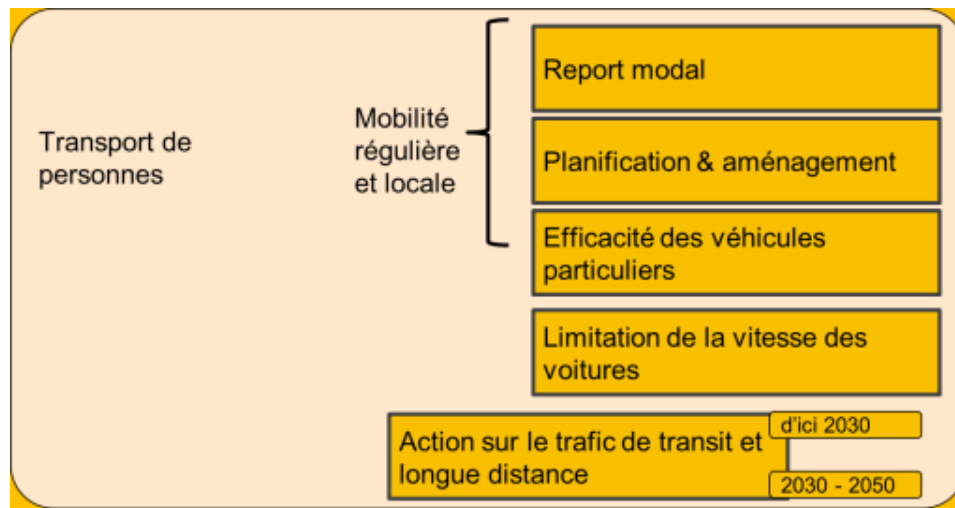 Transport de
personnes
Mobilité
régulière
et locale
Report modal
Planification & aménagement
Efficacité des véhicules
particuliers
Limitation de la vitesse des
voitures
Action sur le trafic de transit et
longue distance
d'ici 2030
2030 - 2050